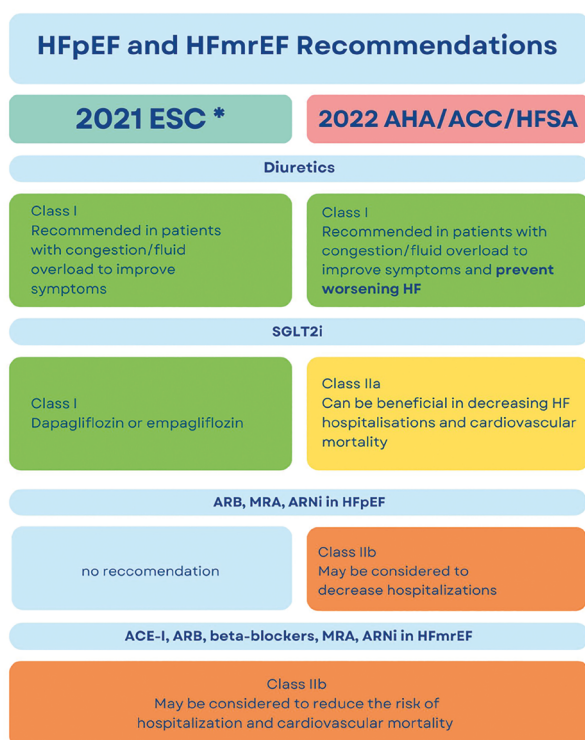 HFpEF and HFmrEF Recommendations
2021 ESC *
2022 AHA/ACC/HFSA
Diuretics
Class I
Recommended in patients
with congestion/fluid
overload to improve
symptoms
Class I
Recommended in patients with
congestion/fluid overload to
improve symptoms and prevent
worsening HF
SGLT2i
Class I
Dapagliflozin or empagliflozin
Class IIa
Can be beneficial in decreasing HF
hospitalisations and cardiovascular
mortality
ARB, MRA, ARNi in HFpEF
no reccomendation
Class IIb
May be considered to
decrease hospitalizations
ACE-I, ARB, beta-blockers, MRA, ARNi in HFmrEF
Class IIb
May be considered to reduce the risk of
hospitalization and cardiovascular mortality